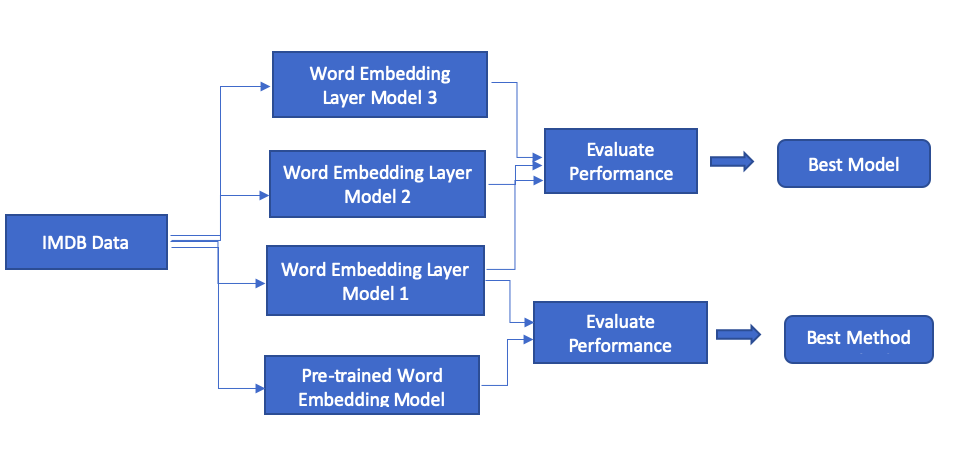 Word Embedding
Layer Model 3
Evaluate
Performance
Best Model
Word Embedding Layer
Model 2
IMDB Data
Word Embedding Layer
Model 1
Evaluate
Performance
Best Method
Pre-trained Word
Embedding Model